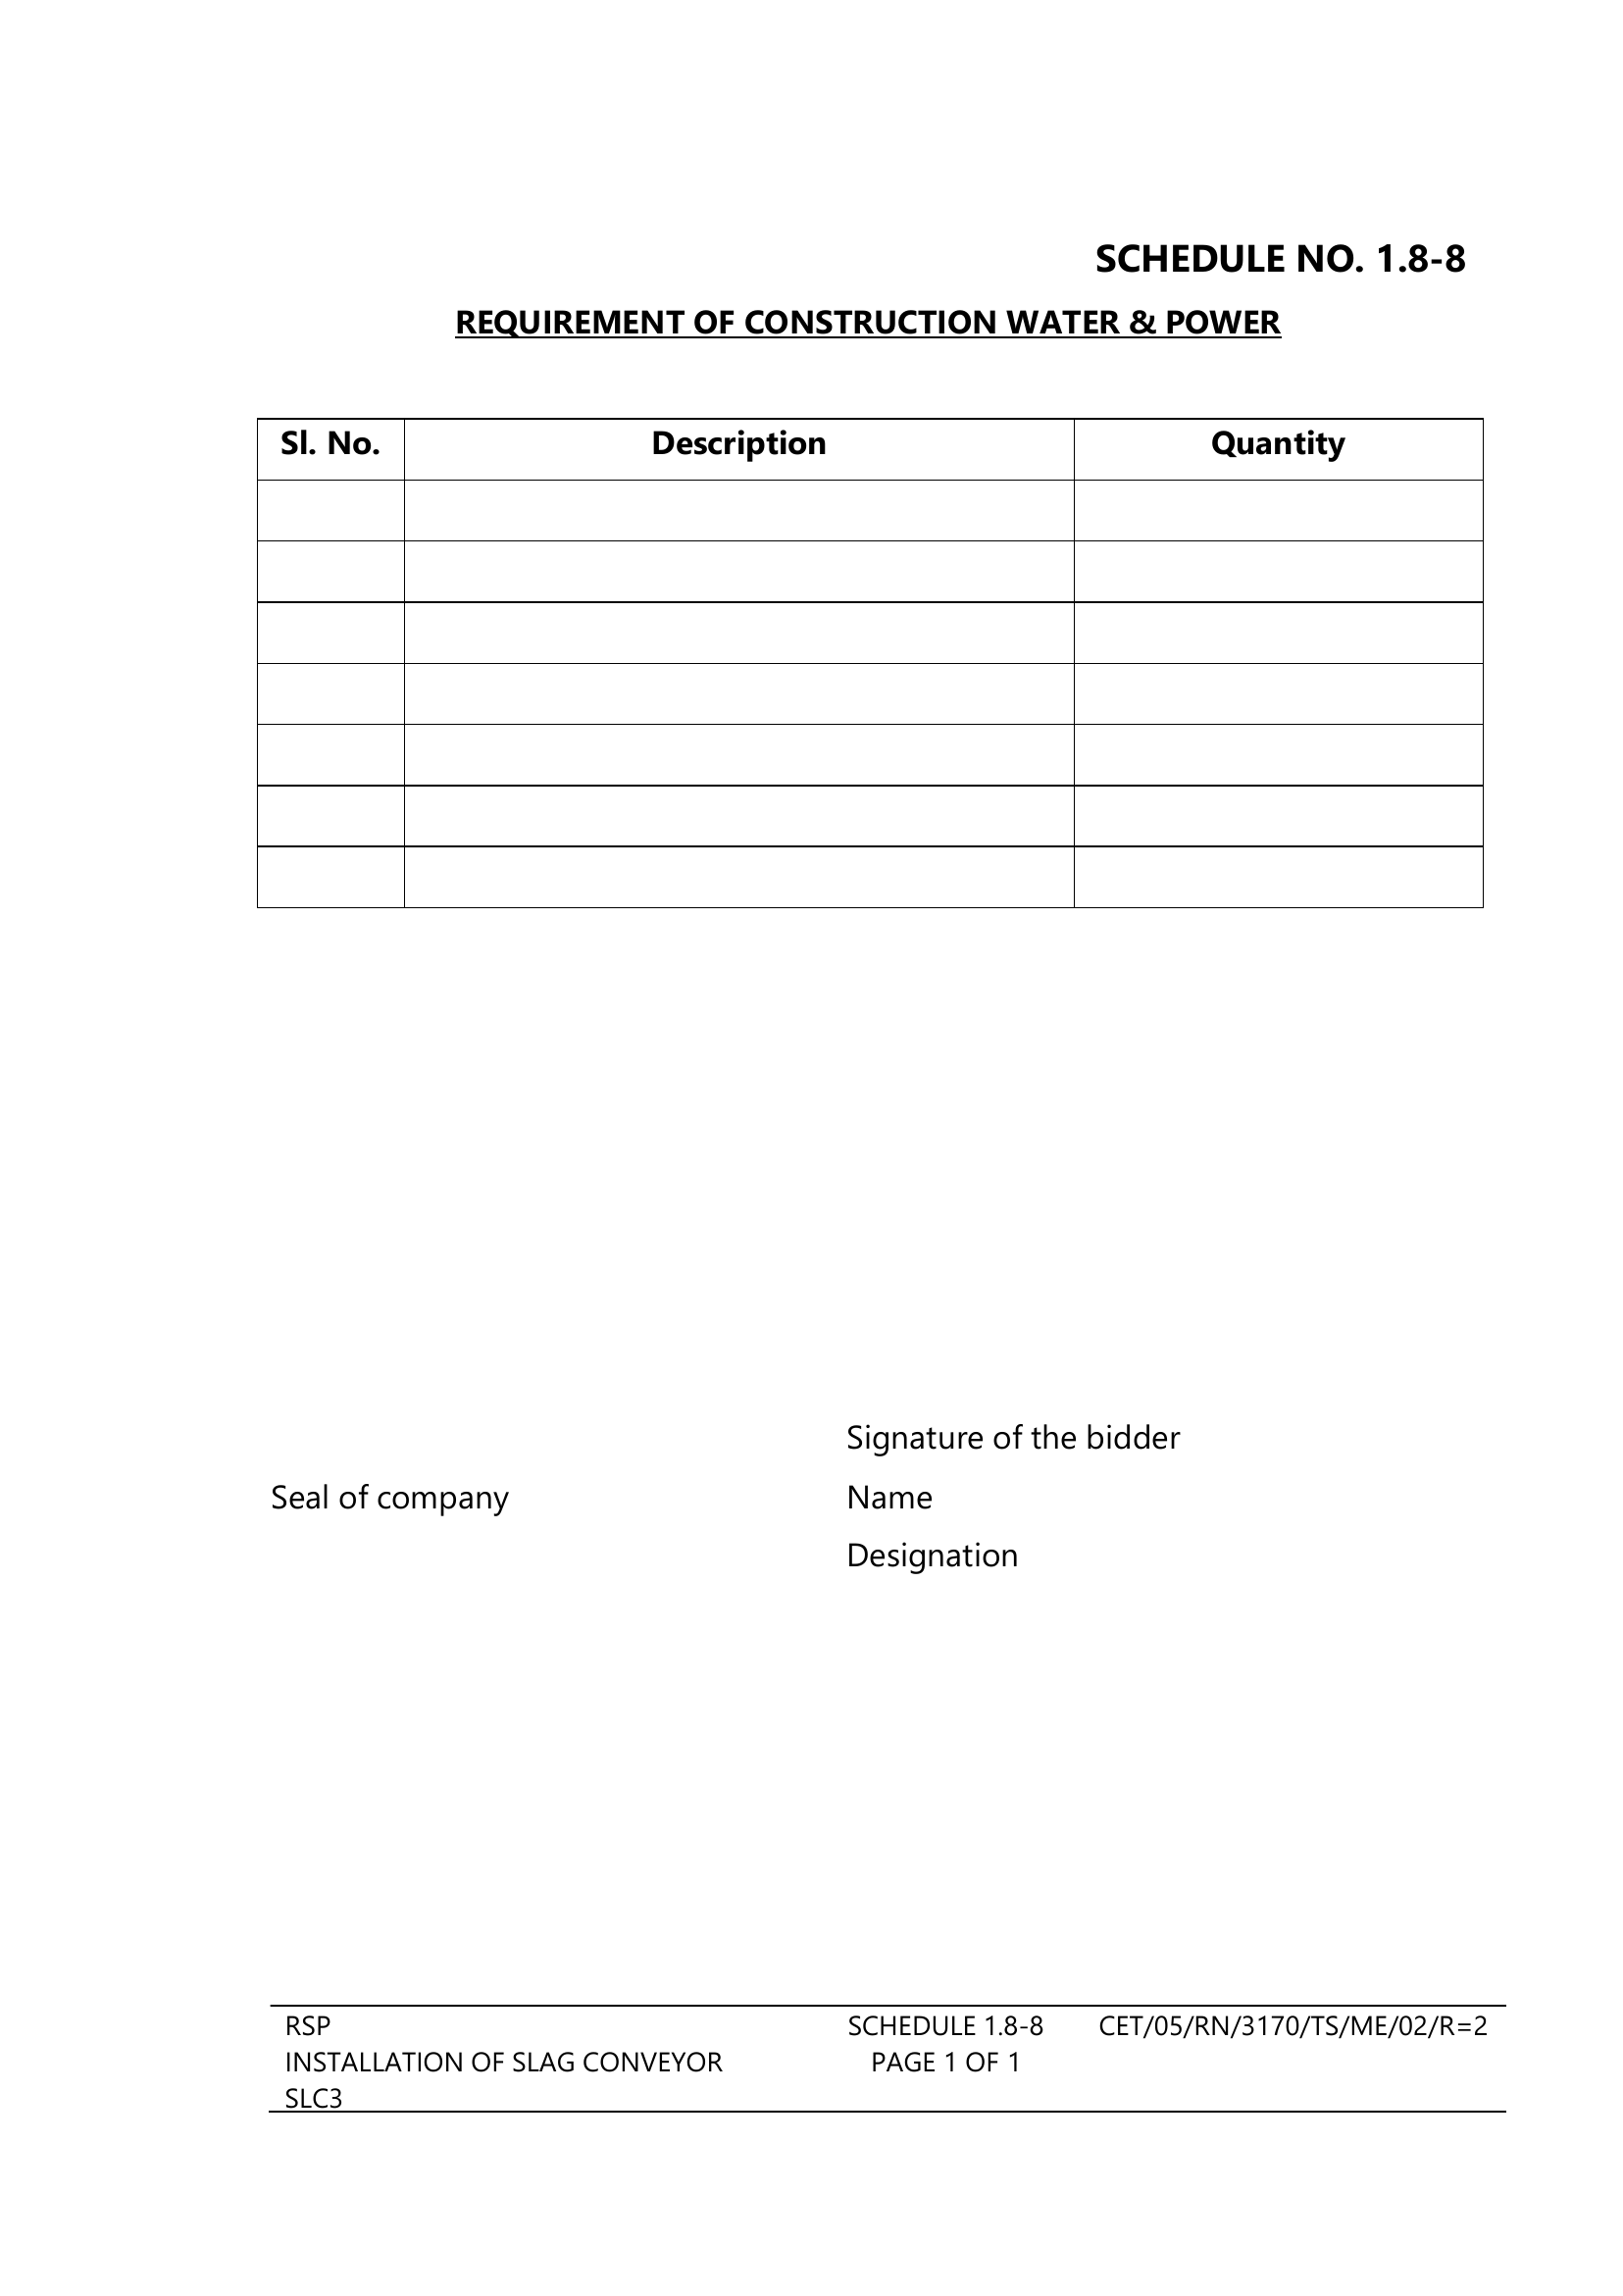 SCHEDULE NO. 1.8-8
REQUIREMENT OF CONSTRUCTION WATER & POWER
Sl. No. Description Quantity
Signature of the bidder
Seal of company Name
Designation
RSP SCHEDULE 1.8-8 CET/05/RN/3170/TS/ME/02/R=2
INSTALLATION OF SLAG CONVEYOR PAGE 1 OF 1
SLC3